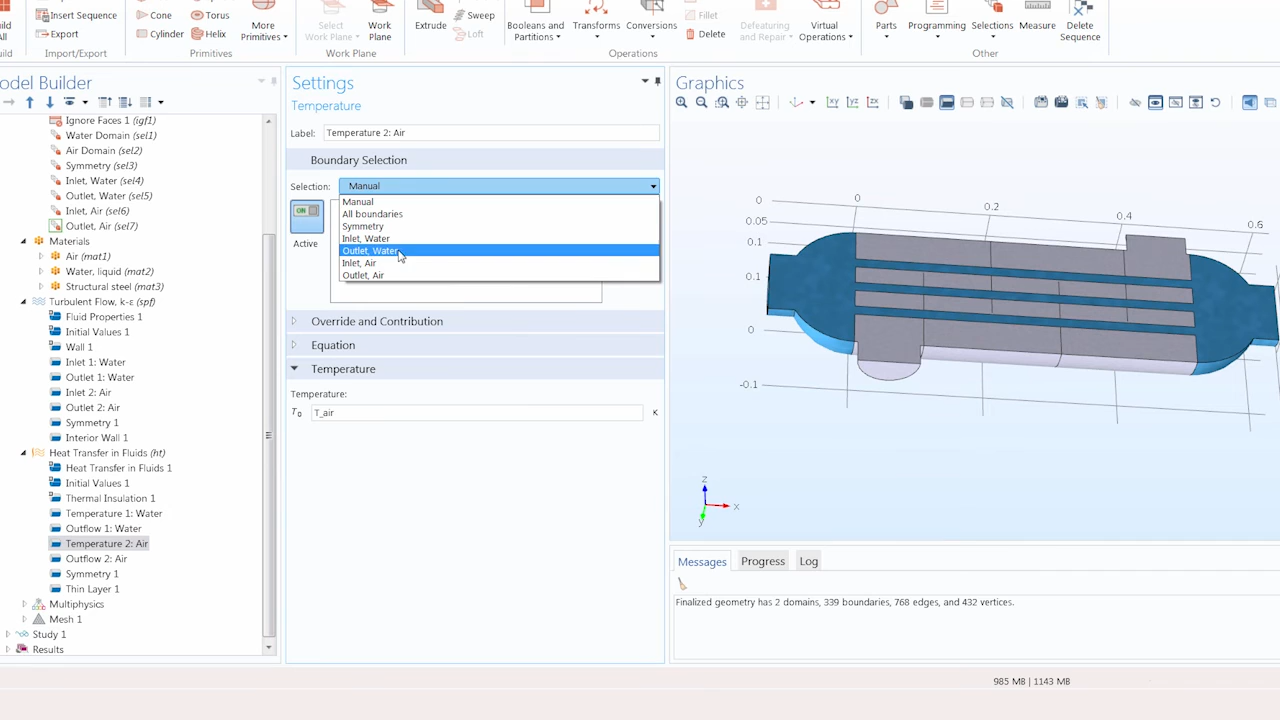 Insert Sequence
Export
Import/Export
Cone
Torus
Cylinder
Helix
More
Primitives
Primitives
Select
Work Plane
Work
Plane
Work Plane
Extrude
Sweep
Loft
Booleans and
Partitions
Transforms
Conversions
Fillet
Delete
Defeaturing
and Repair
Virtual
Operations
Operations
Parts
Programming
Selections
Measure
Delete
Sequence
Other
odel Builder
Ignore Faces 1 (igf1)
Water Domain (sel1)
Air Domain (sel2)
Symmetry (sel3)
Inlet, Water (sel4)
Outlet, Water (sel5)
Inlet, Air (sel6)
Outlet, Air (sel7)
Materials
Air (mat1)
Water, liquid (mat2)
Structural steel (mat3)
Turbulent Flow, k-ε (spf)
Fluid Properties 1
Initial Values 1
Wall 1
Inlet 1: Water
Outlet 1: Water
Inlet 2: Air
Outlet 2: Air
Symmetry 1
Interior Wall 1
Heat Transfer in Fluids (ht)
Heat Transfer in Fluids 1
Initial Values 1
Thermal Insulation 1
Temperature 1: Water
Outflow 1: Water
Temperature 2: Air
Outflow 2: Air
Symmetry 1
Thin Layer 1
Multiphysics
Mesh 1
Study 1
Results
Settings
Temperature
Label: Temperature 2: Air
Boundary Selection
Selection: Manual
Manual
All boundaries
Symmetry
Inlet, Water
Outlet, Water
Inlet, Air
Outlet, Air
ON
Active
Override and Contribution
Equation
Temperature
Temperature:
T0 T_air K
Graphics
xy yz zx
0
0.05
0.1
0.1
0
-0.1
0
0.2
0.4
0.6
z
x
y
Messages Progress Log
Finalized geometry has 2 domains, 339 boundaries, 768 edges, and 432 vertices.
985 MB | 1143 MB